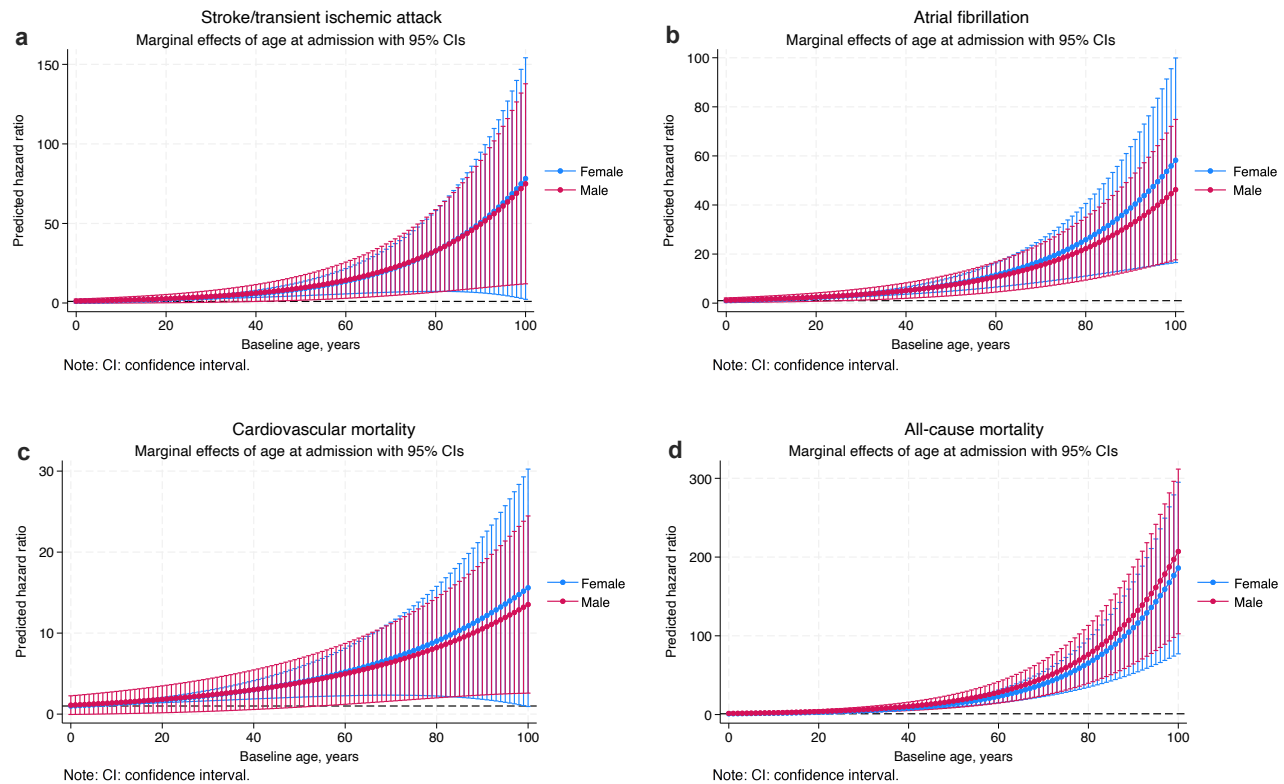 a
Stroke/transient ischemic attack
Marginal effects of age at admission with 95% CIs
Predicted hazard ratio
150
100
50
0
0 20 40 60 80 100
Baseline age, years
Female
Male
Note: CI: confidence interval.
b
Atrial fibrillation
Marginal effects of age at admission with 95% CIs
Predicted hazard ratio
100
80
60
40
20
0
0 20 40 60 80 100
Baseline age, years
Female
Male
Note: CI: confidence interval.
c
Cardiovascular mortality
Marginal effects of age at admission with 95% CIs
Predicted hazard ratio
30
20
10
0
0 20 40 60 80 100
Baseline age, years
Female
Male
Note: CI: confidence interval.
d
All-cause mortality
Marginal effects of age at admission with 95% CIs
Predicted hazard ratio
300
200
100
0
0 20 40 60 80 100
Baseline age, years
Female
Male
Note: CI: confidence interval.